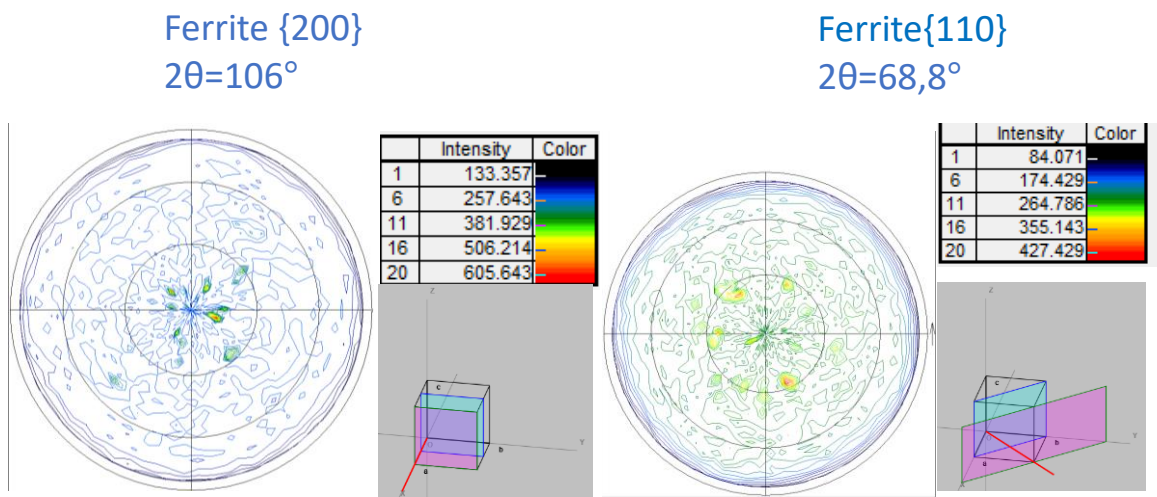 Ferrite {200}
2θ=106°
Ferrite{110}
2θ=68,8°
Intensity Color
1 133.357
6 257.643
11 381.929
16 506.214
20 605.643
Intensity Color
1 84.071
6 174.429
11 264.786
16 355.143
20 427.429
Z
c
b
Y
a
X
Z
c
b
Y
a
X